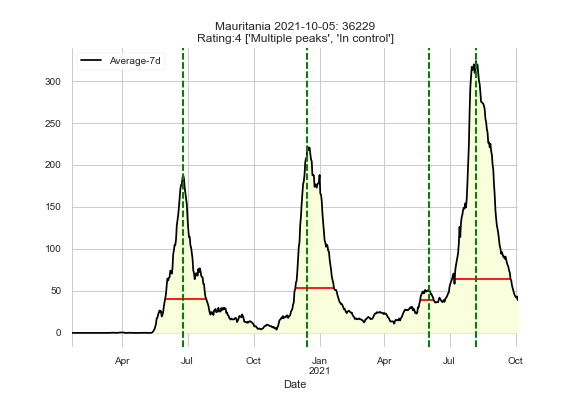 Mauritania 2021-10-05: 36229
Rating:4 ['Multiple peaks', 'In control']
Average-7d
300
250
200
150
100
50
0
Apr Jul Oct Jan Apr Jul Oct
2021
Date